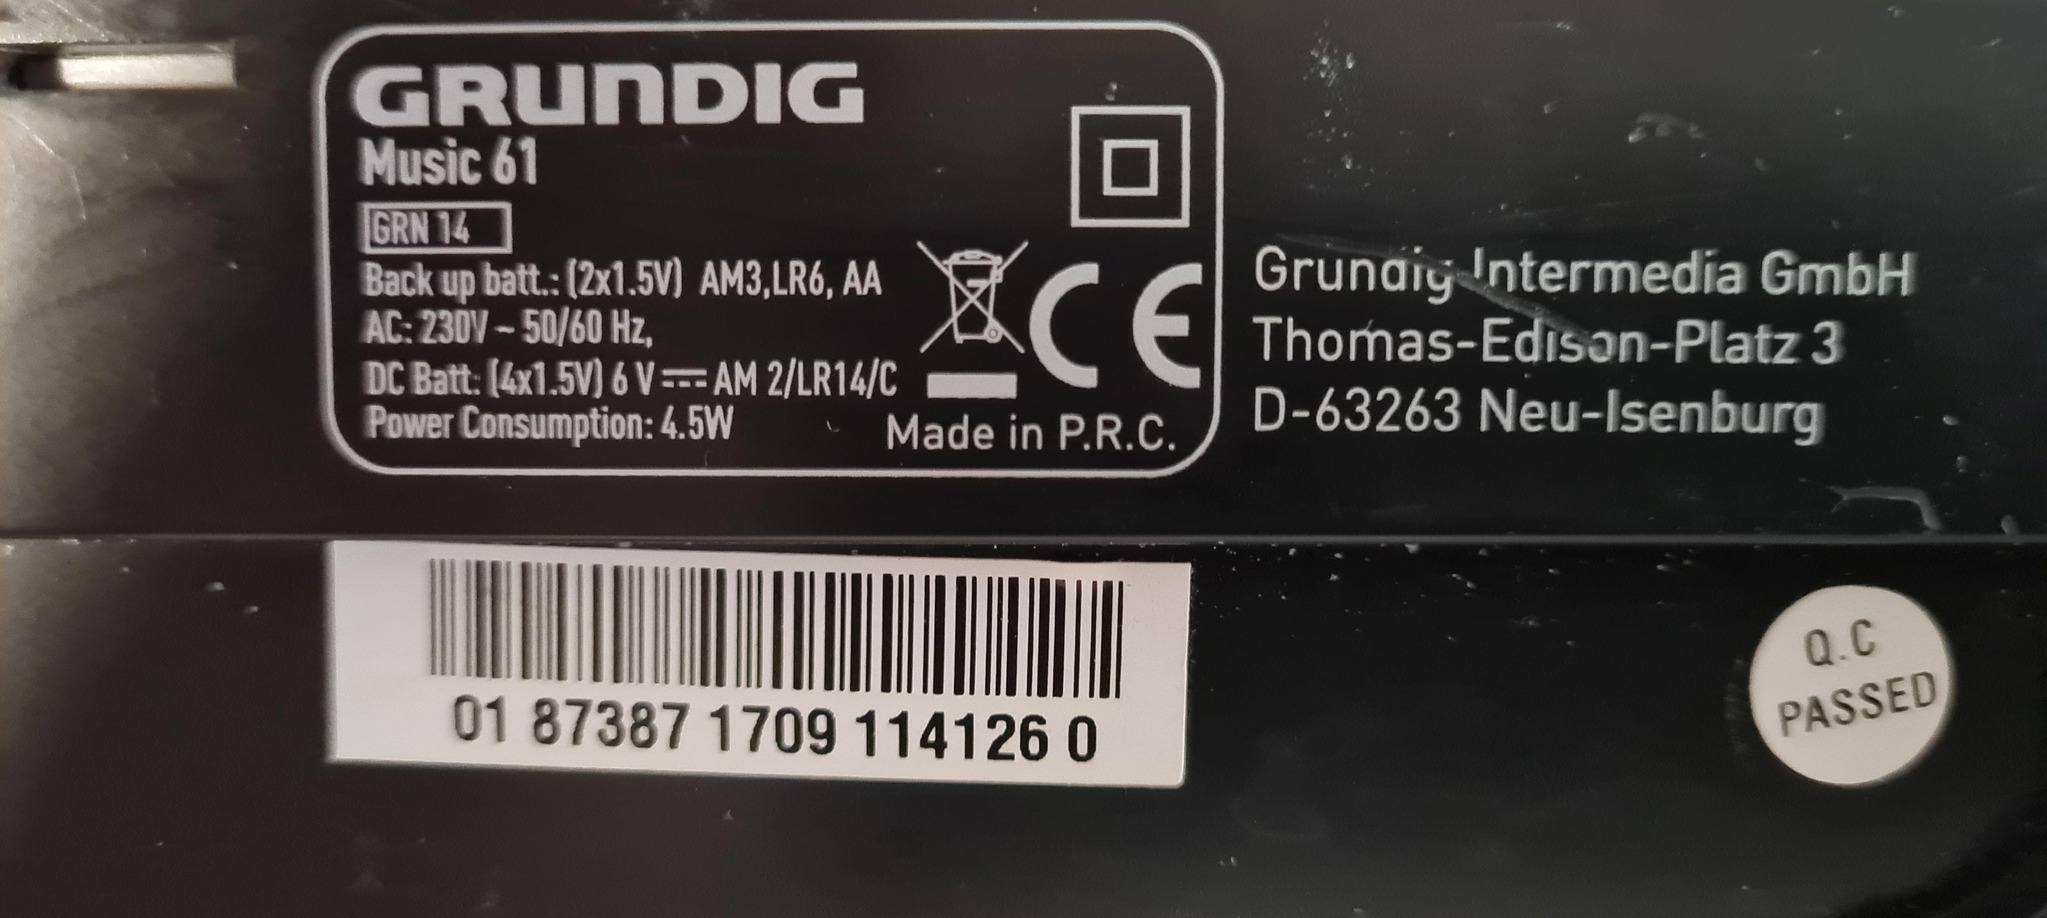 GRUNDIG
Music 61
GRN 14
Back up batt.: (2x1.5V) AM3,LR6, AA
AC: 230V ~ 50/60 Hz,
DC Batt: (4x1.5V) 6 V ⎓ AM 2/LR14/C
Power Consumption: 4.5W
CE
Made in P.R.C.
Grundig Intermedia GmbH
Thomas-Edison-Platz 3
D-63263 Neu-Isenburg
01 87387 1709 114126 0
Q.C
PASSED